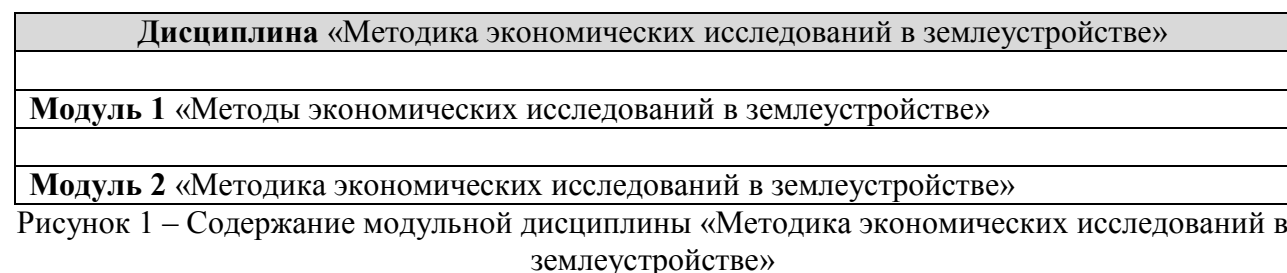 Дисциплина «Методика экономических исследований в землеустройстве»
Модуль 1 «Методы экономических исследований в землеустройстве»
Модуль 2 «Методика экономических исследований в землеустройстве»
Рисунок 1 – Содержание модульной дисциплины «Методика экономических исследований в
землеустройстве»